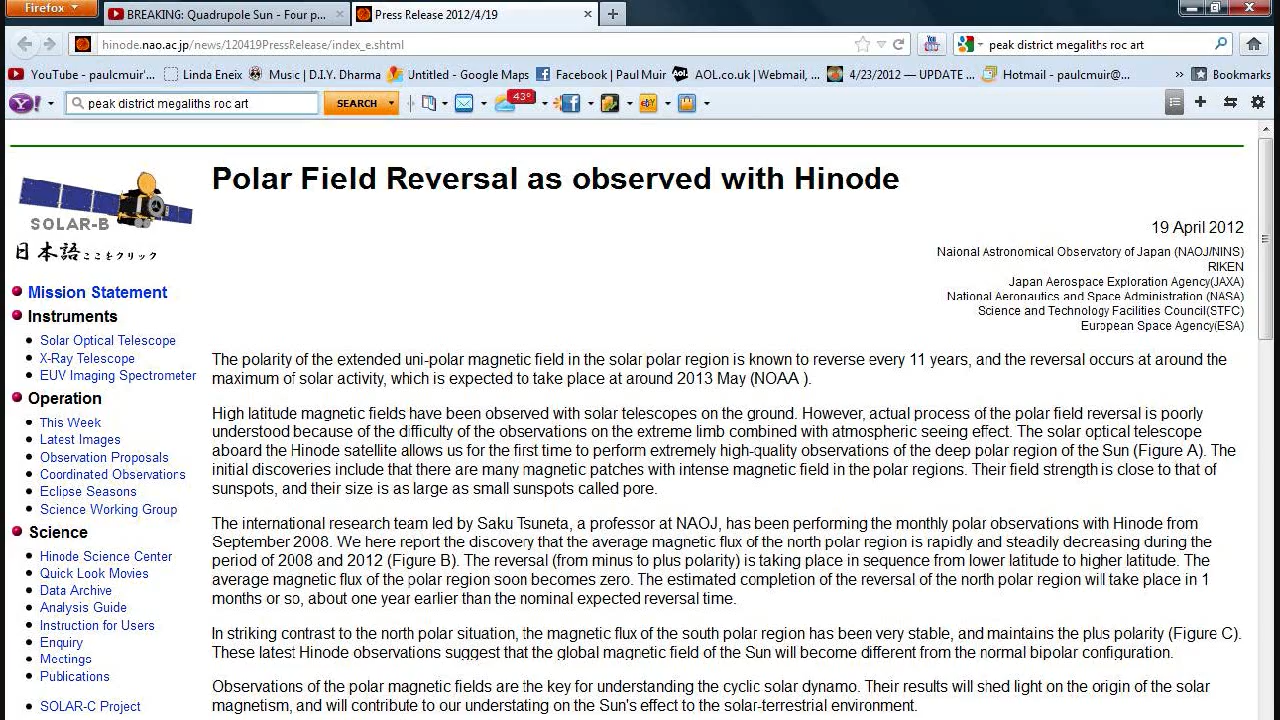 Firefox
BREAKING: Quadrupole Sun - Four p...
Press Release 2012/4/19
hinode.nao.ac.jp/news/120419PressRelease/index_e.shtml
peak district megaliths roc art
YouTube - paulcmuir'...
Linda Eneix
Music | D.I.Y. Dharma
Untitled - Google Maps
Facebook | Paul Muir
AOL.co.uk | Webmail, ...
4/23/2012 — UPDATE ...
Hotmail - paulcmuir@...
Bookmarks
Y!
peak district megaliths roc art
SEARCH
43°
Polar Field Reversal as observed with Hinode
SOLAR-B
日本語ここをクリック
19 April 2012
Naional Astronomical Observatory of Japan (NAOJ/NINS)
RIKEN
Japan Aerospace Exploration Agency(JAXA)
National Aeronautics and Space Administration (NASA)
Science and Technology Facilities Council(STFC)
European Space Agency(ESA)
Mission Statement
Instruments
Solar Optical Telescope
X-Ray Telescope
EUV Imaging Spectrometer
Operation
This Week
Latest Images
Observation Proposals
Coordinated Observations
Eclipse Seasons
Science Working Group
Science
Hinode Science Center
Quick Look Movies
Data Archive
Analysis Guide
Instruction for Users
Enquiry
Meetings
Publications
SOLAR-C Project
The polarity of the extended uni-polar magnetic field in the solar polar region is known to reverse every 11 years, and the reversal occurs at around the
maximum of solar activity, which is expected to take place at around 2013 May (NOAA ).
High latitude magnetic fields have been observed with solar telescopes on the ground. However, actual process of the polar field reversal is poorly
understood because of the difficulty of the observations on the extreme limb combined with atmospheric seeing effect. The solar optical telescope
aboard the Hinode satellite allows us for the first time to perform extremely high-quality observations of the deep polar region of the Sun (Figure A). The
initial discoveries include that there are many magnetic patches with intense magnetic field in the polar regions. Their field strength is close to that of
sunspots, and their size is as large as small sunspots called pore.
The international research team led by Saku Tsuneta, a professor at NAOJ, has been performing the monthly polar observations with Hinode from
September 2008. We here report the discovery that the average magnetic flux of the north polar region is rapidly and steadily decreasing during the
period of 2008 and 2012 (Figure B). The reversal (from minus to plus polarity) is taking place in sequence from lower latitude to higher latitude. The
average magnetic flux of the polar region soon becomes zero. The estimated completion of the reversal of the north polar region will take place in 1
months or so, about one year earlier than the nominal expected reversal time.
In striking contrast to the north polar situation, the magnetic flux of the south polar region has been very stable, and maintains the plus polarity (Figure C).
These latest Hinode observations suggest that the global magnetic field of the Sun will become different from the normal bipolar configuration.
Observations of the polar magnetic fields are the key for understanding the cyclic solar dynamo. Their results will shed light on the origin of the solar
magnetism, and will contribute to our understating on the Sun's effect to the solar-terrestrial environment.